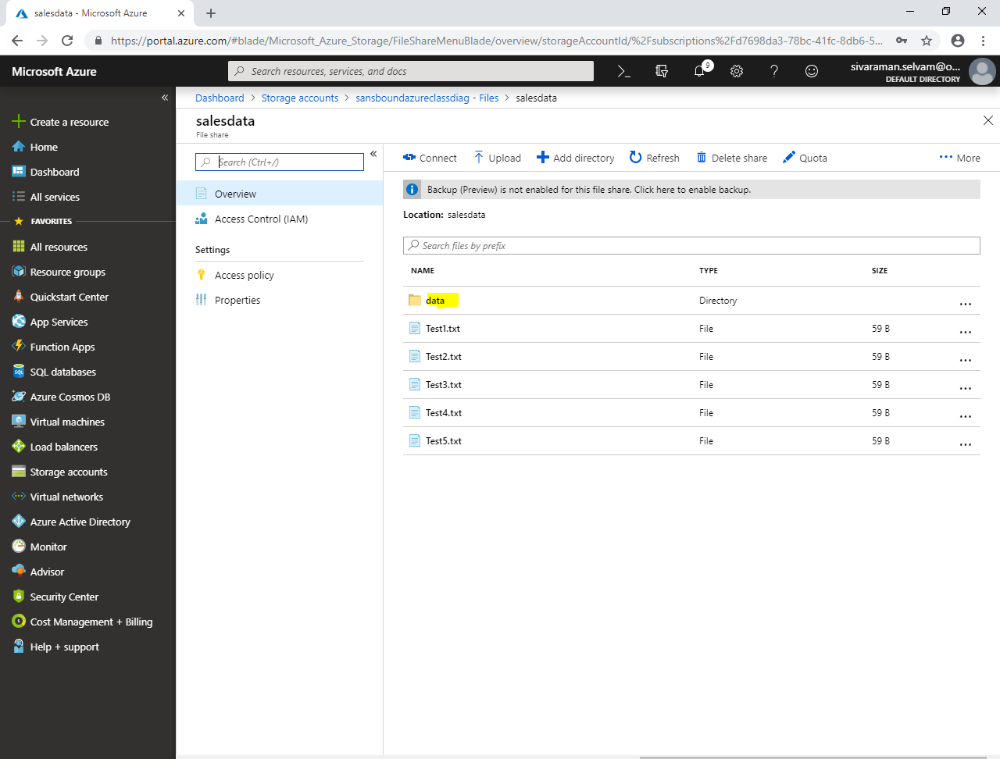 salesdata - Microsoft Azure
https://portal.azure.com/#blade/Microsoft_Azure_Storage/FileShareMenuBlade/overview/storageAccountId/%2Fsubscriptions%2Fd7698da3-78bc-41fc-8db6-5...
Microsoft Azure
Search resources, services, and docs
9
sivaraman.selvam@o...
DEFAULT DIRECTORY
Dashboard > Storage accounts > sansboundazureclassdiag - Files > salesdata
salesdata
File share
Create a resource
Home
Dashboard
All services
FAVORITES
All resources
Resource groups
Quickstart Center
App Services
Function Apps
SQL databases
Azure Cosmos DB
Virtual machines
Load balancers
Storage accounts
Virtual networks
Azure Active Directory
Monitor
Advisor
Security Center
Cost Management + Billing
Help + support
Search (Ctrl+/)
Overview
Access Control (IAM)
Settings
Access policy
Properties
Connect Upload Add directory Refresh Delete share Quota More
Backup (Preview) is not enabled for this file share. Click here to enable backup.
Location: salesdata
Search files by prefix
NAME TYPE SIZE
data Directory
Test1.txt File 59 B
Test2.txt File 59 B
Test3.txt File 59 B
Test4.txt File 59 B
Test5.txt File 59 B